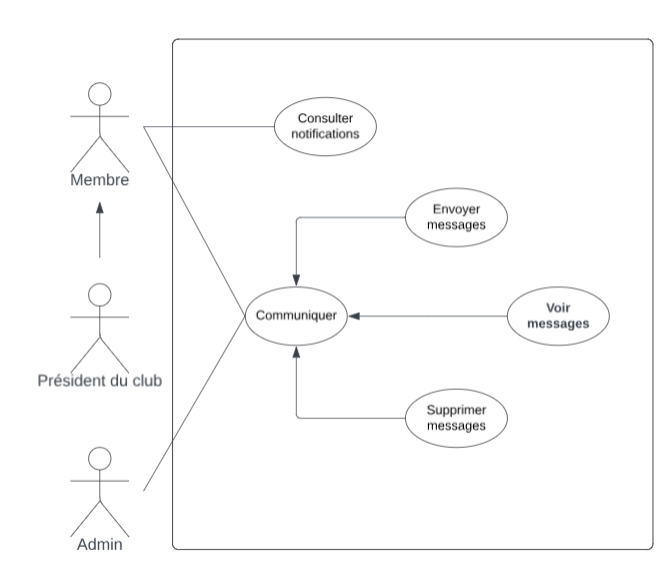 Consulter
notifications
Membre
Envoyer
messages
Communiquer
Voir
messages
Président du club
Supprimer
messages
Admin